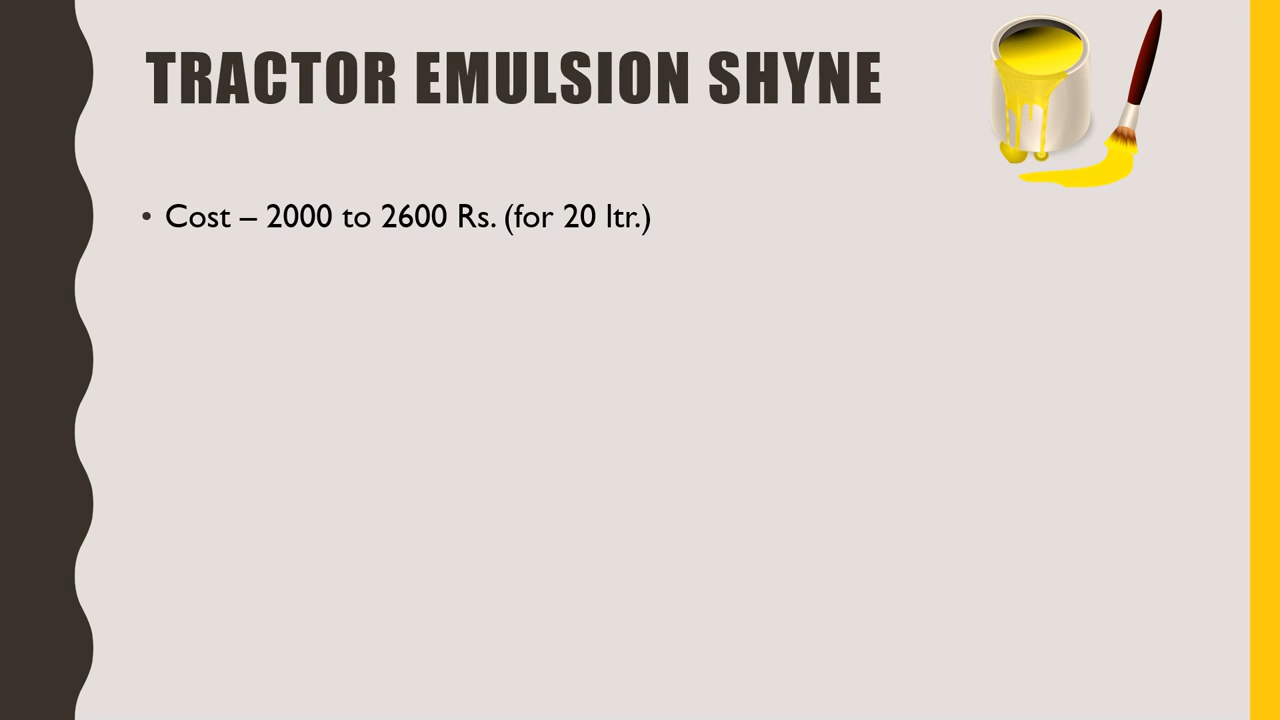 TRACTOR EMULSION SHYNE
• Cost – 2000 to 2600 Rs. (for 20 ltr.)